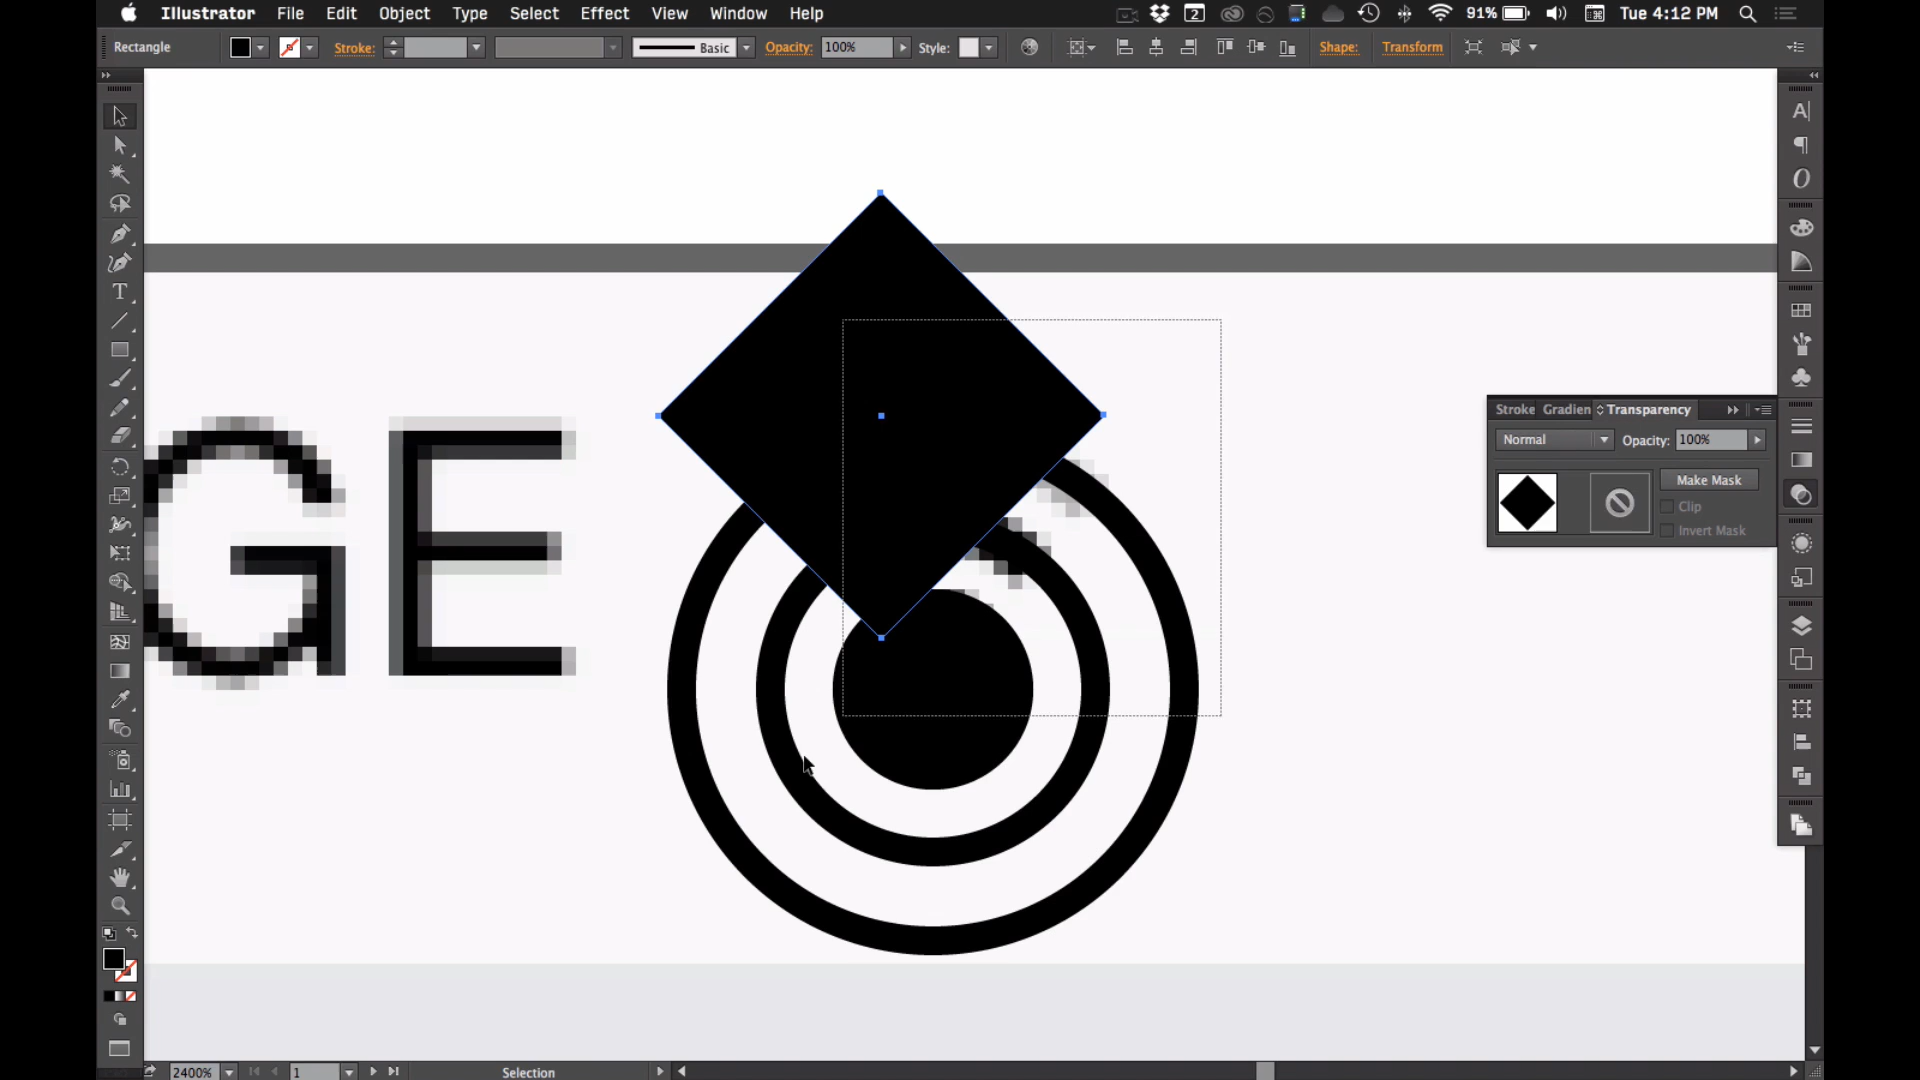 Illustrator File Edit Object Type Select Effect View Window Help 2 91% Tue 4:12 PM
Rectangle Stroke: Basic Opacity: 100% Style: Shape: Transform
GE
Stroke Gradien Transparency
Normal Opacity: 100%
Make Mask
Clip
Invert Mask
2400% 1 Selection